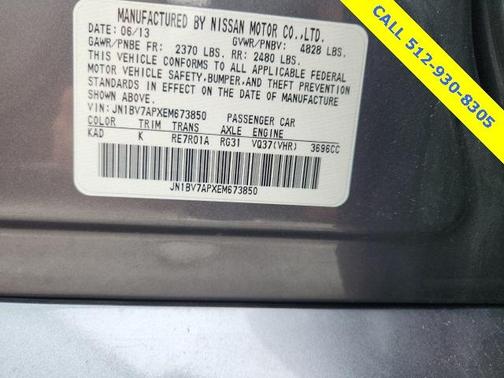 MANUFACTURED BY NISSAN MOTOR CO.,LTD.
DATE: 06/13 GVWR/PNBV: 4828 LBS.
GAWR/PNBE FR: 2370 LBS. RR: 2480 LBS.
THIS VEHICLE CONFORMS TO ALL APPLICABLE FEDERAL
MOTOR VEHICLE SAFETY,BUMPER,AND THEFT PREVENTION
STANDARDS IN EFFECT ON THE DATE OF MANUFACTURE
SHOWN ABOVE.
VIN: JN1BV7APXEM673850 PASSENGER CAR
COLOR TRIM TRANS AXLE ENGINE
KAD K RE7R01A RG31 VQ37(VHR) 3696CC
JN1BV7APXEM673850
CALL 512-930-8305